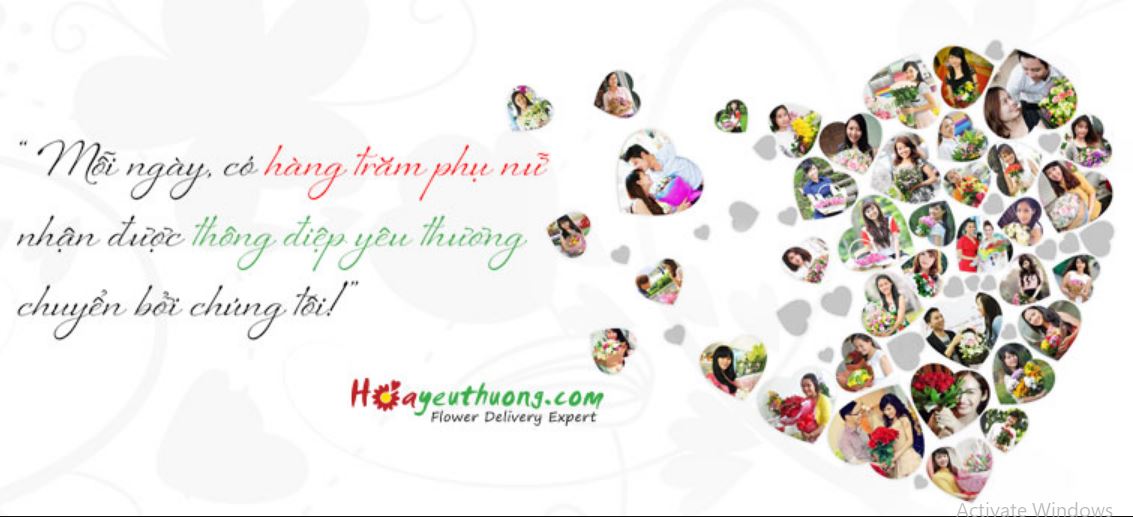 “ Mỗi ngày, có hàng trăm phụ nữ
nhận được thông điệp yêu thương
chuyển bởi chúng tôi!”
Hoayeuthuong.com
Flower Delivery Expert
Activate Windows